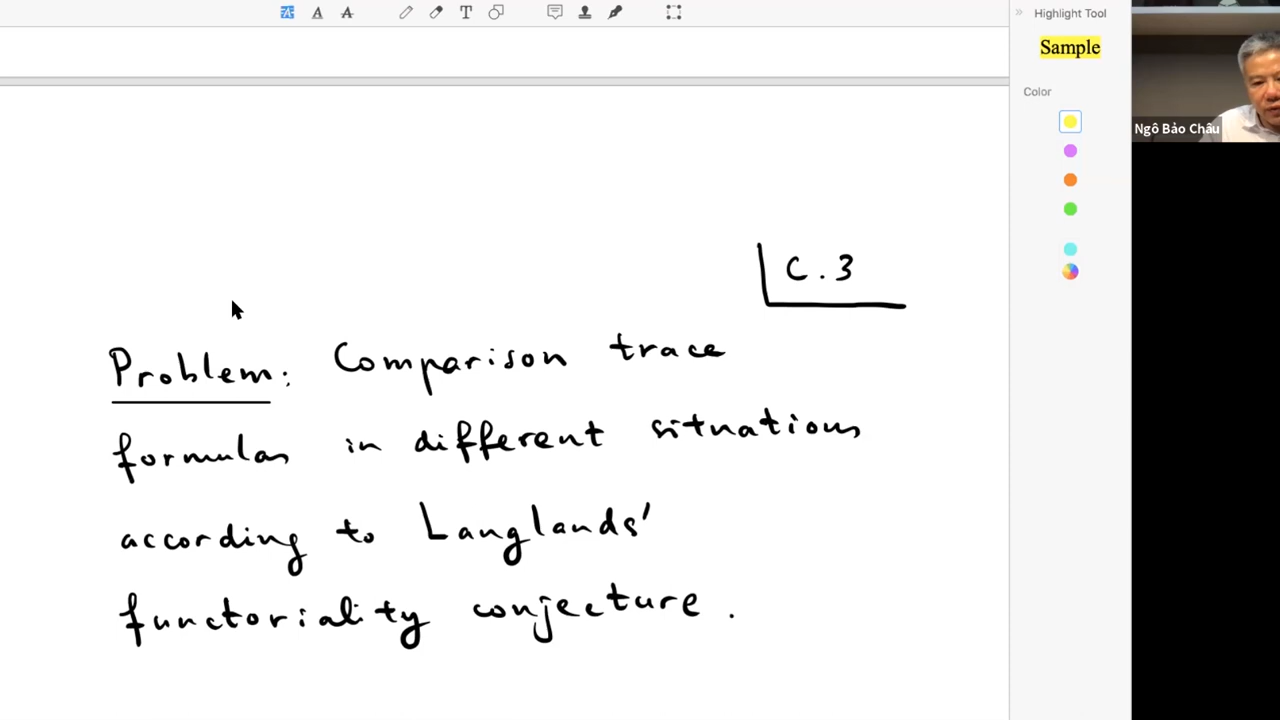 Highlight Tool
Sample
Color
Ngô Bảo Châu
C.3
Problem: Comparison trace
formulas in different situations
according to Langlands'
functoriality conjecture.